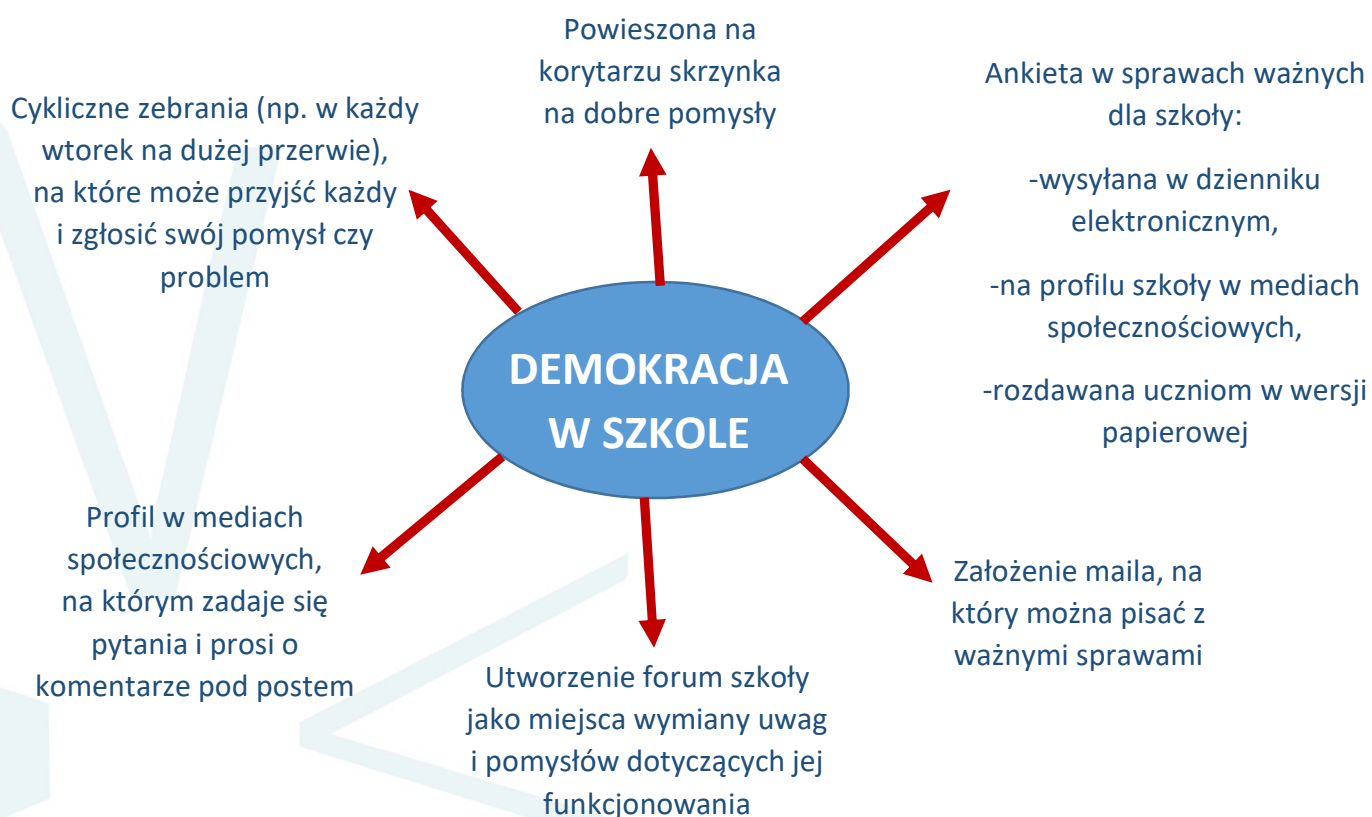 Powieszona na
korytarzu skrzynka
na dobre pomysły
Cykliczne zebrania (np. w każdy
wtorek na dużej przerwie),
na które może przyjść każdy
i zgłosić swój pomysł czy
problem
Ankieta w sprawach ważnych
dla szkoły:
-wysyłana w dzienniku
elektronicznym,
-na profilu szkoły w mediach
społecznościowych,
-rozdawana uczniom w wersji
papierowej
DEMOKRACJA
W SZKOLE
Profil w mediach
społecznościowych,
na którym zadaje się
pytania i prosi o
komentarze pod postem
Utworzenie forum szkoły
jako miejsca wymiany uwag
i pomysłów dotyczących jej
funkcjonowania
Założenie maila, na
który można pisać z
ważnymi sprawami